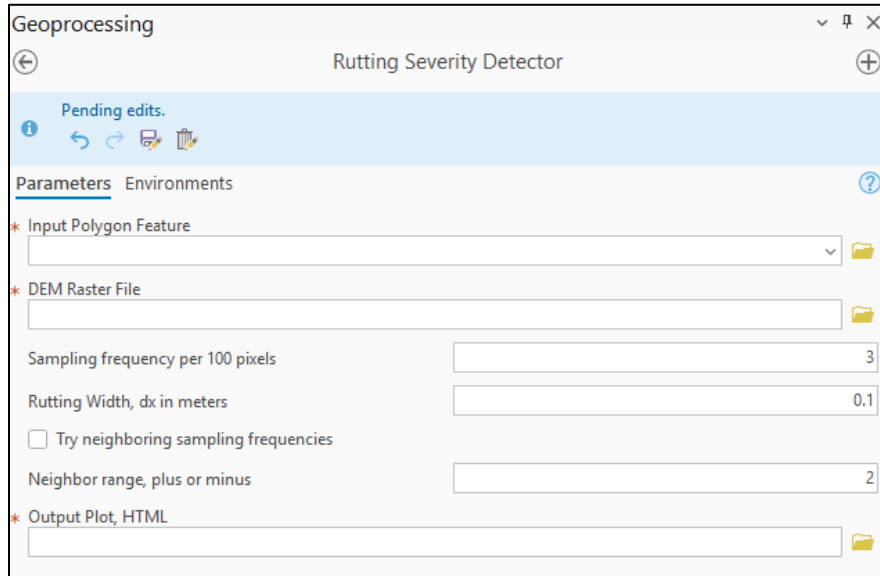 Geoprocessing
Rutting Severity Detector
Pending edits.
Parameters Environments
* Input Polygon Feature
* DEM Raster File
Sampling frequency per 100 pixels 3
Rutting Width, dx in meters 0.1
Try neighboring sampling frequencies
Neighbor range, plus or minus 2
* Output Plot, HTML